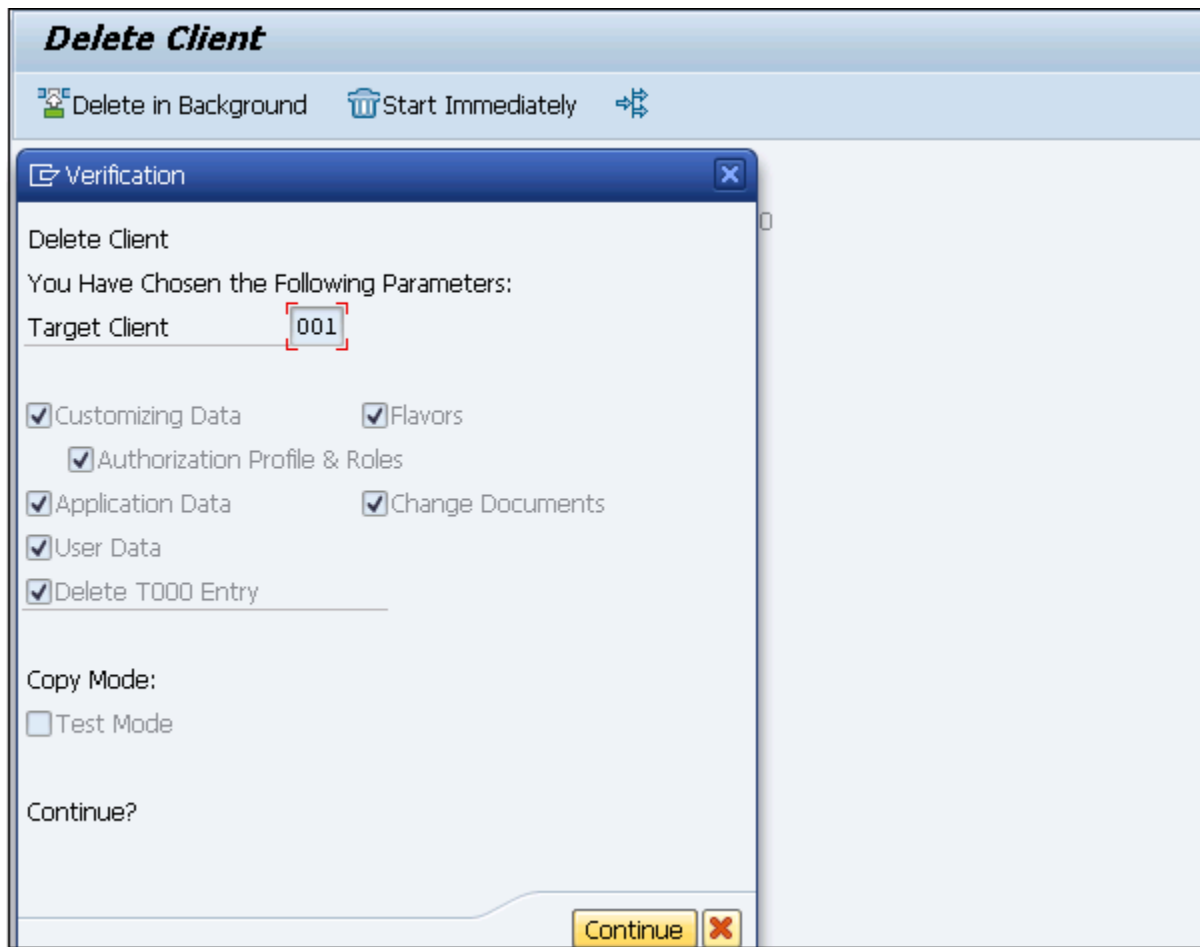 Delete Client
Delete in Background Start Immediately
Verification
Delete Client
You Have Chosen the Following Parameters:
Target Client 001
Customizing Data Flavors
Authorization Profile & Roles
Application Data Change Documents
User Data
Delete T000 Entry
Copy Mode:
Test Mode
Continue?
Continue